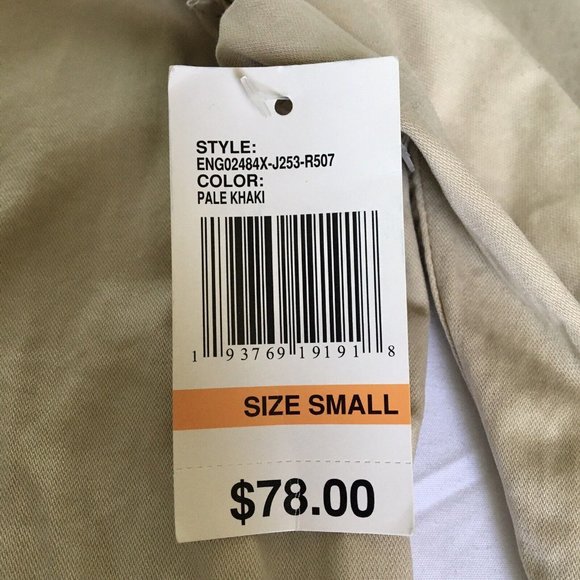 STYLE:
ENG02484X-J253-R507
COLOR:
PALE KHAKI
1 93769 19191 8
SIZE SMALL
$78.00